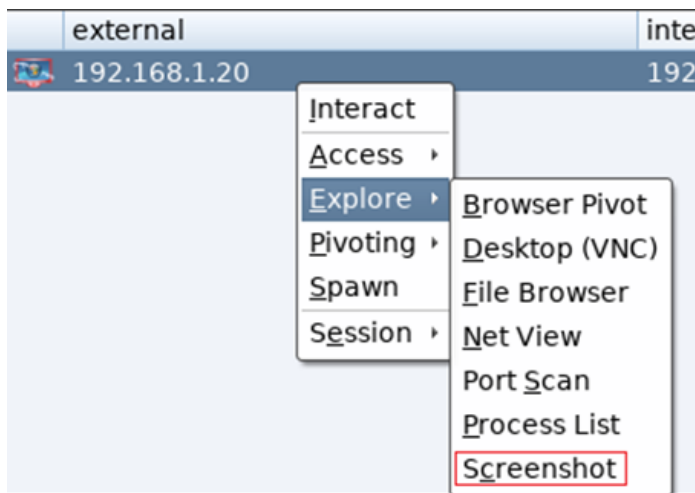 external inte
192.168.1.20 192
Interact
Access
Explore
Pivoting
Spawn
Session
Browser Pivot
Desktop (VNC)
File Browser
Net View
Port Scan
Process List
Screenshot